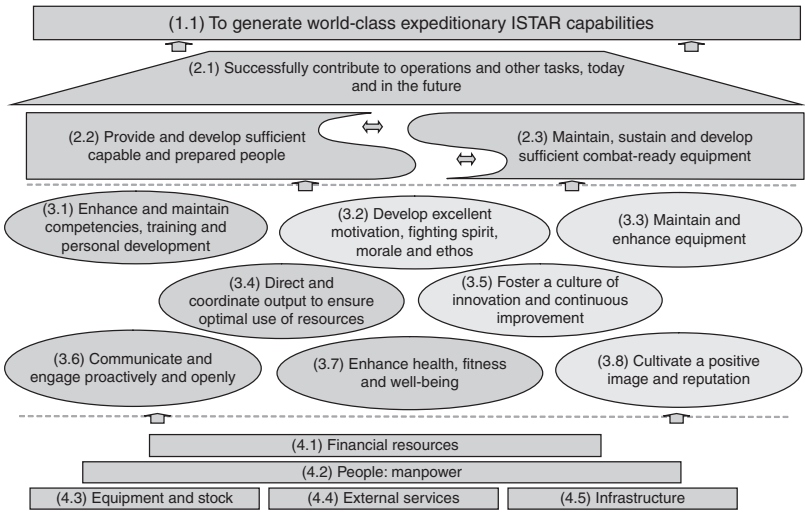 (1.1) To generate world-class expeditionary ISTAR capabilities
(2.1) Successfully contribute to operations and other tasks, today
and in the future
(2.2) Provide and develop sufficient
capable and prepared people
(2.3) Maintain, sustain and develop
sufficient combat-ready equipment
(3.1) Enhance and maintain
competencies, training and
personal development
(3.2) Develop excellent
motivation, fighting spirit,
morale and ethos
(3.3) Maintain and
enhance equipment
(3.4) Direct and
coordinate output to ensure
optimal use of resources
(3.5) Foster a culture of
innovation and continuous
improvement
(3.6) Communicate and
engage proactively and openly
(3.7) Enhance health, fitness
and well-being
(3.8) Cultivate a positive
image and reputation
(4.1) Financial resources
(4.2) People: manpower
(4.3) Equipment and stock
(4.4) External services
(4.5) Infrastructure